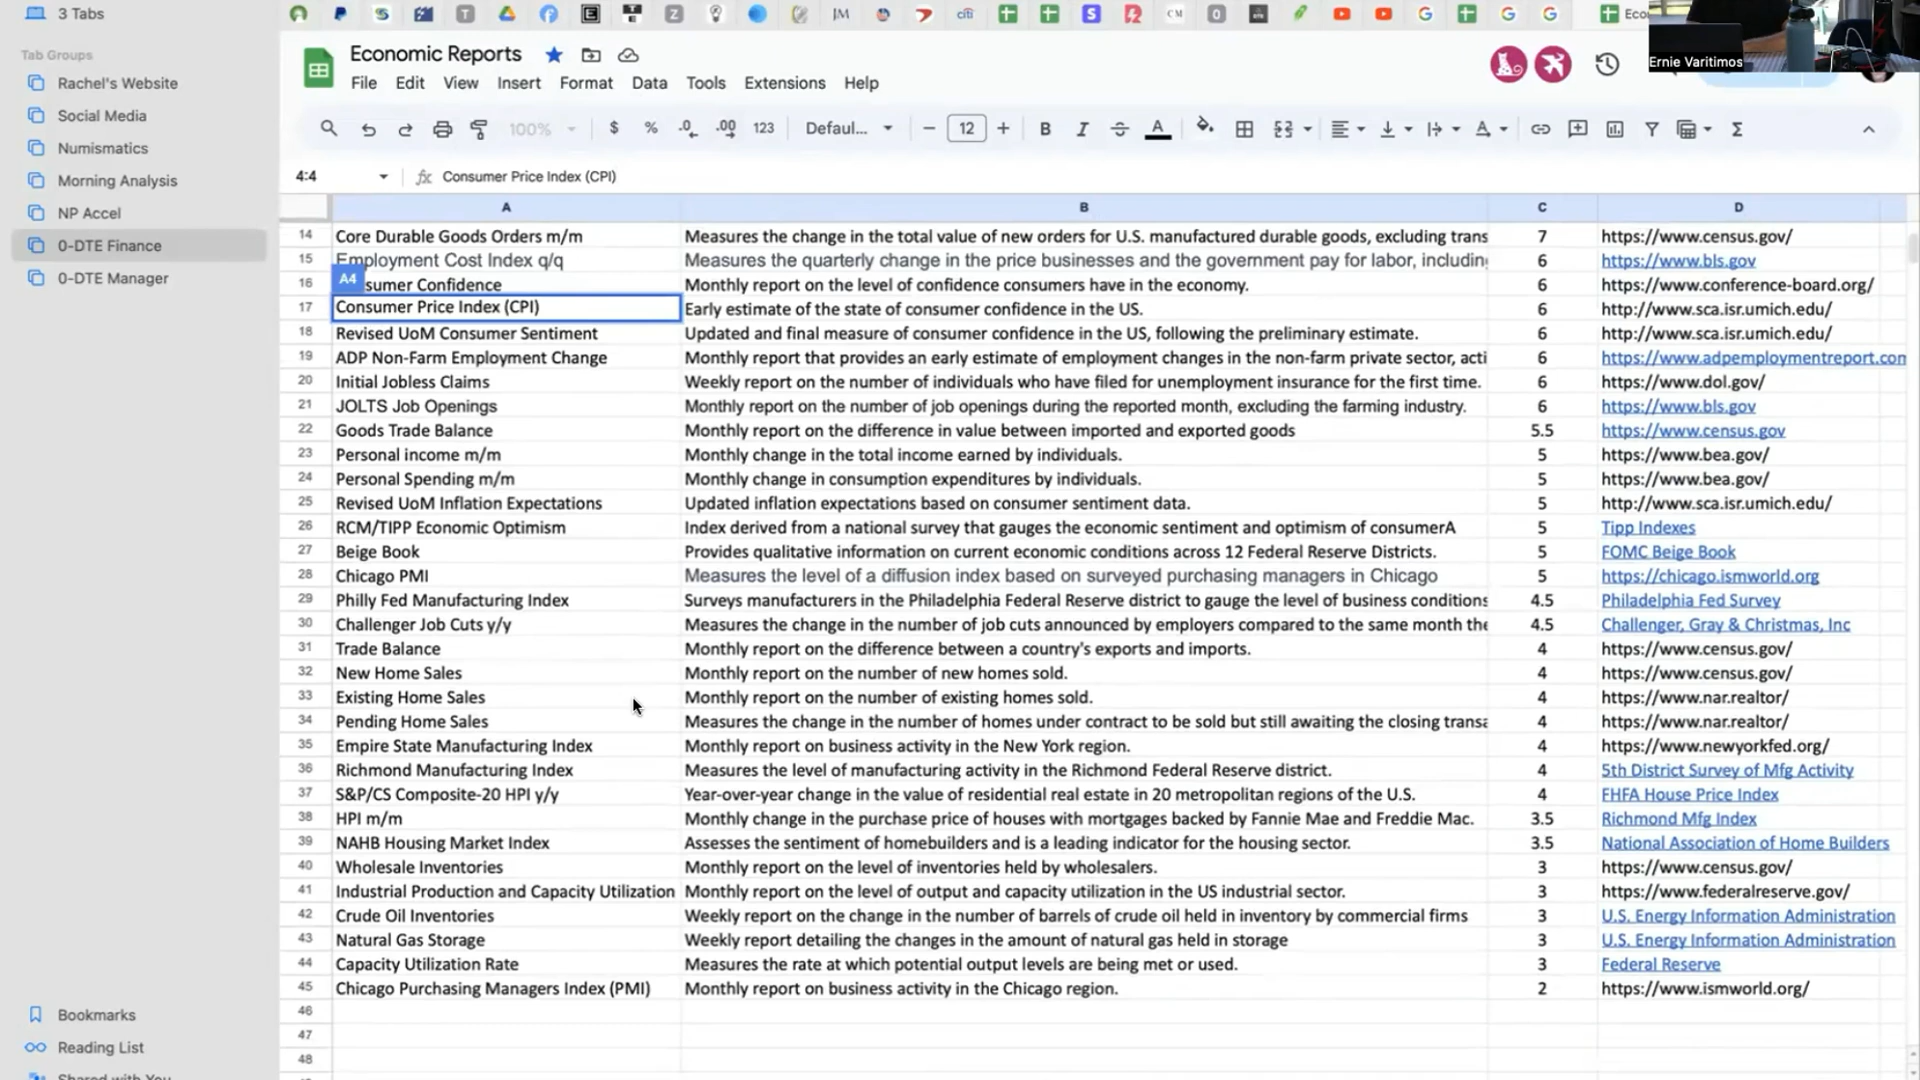 3 Tabs
Tab Groups
Rachel's Website
Social Media
Numismatics
Morning Analysis
NP Accel
0-DTE Finance
0-DTE Manager
Bookmarks
Reading List
Shared with You
JM
citi
CM
Ernie Varitimos
Economic Reports
File Edit View Insert Format Data Tools Extensions Help
100% $ % .0 .00 123 Defaul... 12
4:4 fx Consumer Price Index (CPI)
A B C D
14 Core Durable Goods Orders m/m Measures the change in the total value of new orders for U.S. manufactured durable goods, excluding trans 7 https://www.census.gov/
15 Employment Cost Index q/q Measures the quarterly change in the price businesses and the government pay for labor, including 6 https://www.bls.gov
A4
16 sumer Confidence Monthly report on the level of confidence consumers have in the economy. 6 https://www.conference-board.org/
17 Consumer Price Index (CPI) Early estimate of the state of consumer confidence in the US. 6 http://www.sca.isr.umich.edu/
18 Revised UoM Consumer Sentiment Updated and final measure of consumer confidence in the US, following the preliminary estimate. 6 http://www.sca.isr.umich.edu/
19 ADP Non-Farm Employment Change Monthly report that provides an early estimate of employment changes in the non-farm private sector, acti 6 https://www.adpemploymentreport.com
20 Initial Jobless Claims Weekly report on the number of individuals who have filed for unemployment insurance for the first time. 6 https://www.dol.gov/
21 JOLTS Job Openings Monthly report on the number of job openings during the reported month, excluding the farming industry. 6 https://www.bls.gov
22 Goods Trade Balance Monthly report on the difference in value between imported and exported goods 5.5 https://www.census.gov
23 Personal income m/m Monthly change in the total income earned by individuals. 5 https://www.bea.gov/
24 Personal Spending m/m Monthly change in consumption expenditures by individuals. 5 https://www.bea.gov/
25 Revised UoM Inflation Expectations Updated inflation expectations based on consumer sentiment data. 5 http://www.sca.isr.umich.edu/
26 RCM/TIPP Economic Optimism Index derived from a national survey that gauges the economic sentiment and optimism of consumerA 5 Tipp Indexes
27 Beige Book Provides qualitative information on current economic conditions across 12 Federal Reserve Districts. 5 FOMC Beige Book
28 Chicago PMI Measures the level of a diffusion index based on surveyed purchasing managers in Chicago 5 https://chicago.ismworld.org
29 Philly Fed Manufacturing Index Surveys manufacturers in the Philadelphia Federal Reserve district to gauge the level of business conditions 4.5 Philadelphia Fed Survey
30 Challenger Job Cuts y/y Measures the change in the number of job cuts announced by employers compared to the same month the 4.5 Challenger, Gray & Christmas, Inc
31 Trade Balance Monthly report on the difference between a country's exports and imports. 4 https://www.census.gov/
32 New Home Sales Monthly report on the number of new homes sold. 4 https://www.census.gov/
33 Existing Home Sales Monthly report on the number of existing homes sold. 4 https://www.nar.realtor/
34 Pending Home Sales Measures the change in the number of homes under contract to be sold but still awaiting the closing transa 4 https://www.nar.realtor/
35 Empire State Manufacturing Index Monthly report on business activity in the New York region. 4 https://www.newyorkfed.org/
36 Richmond Manufacturing Index Measures the level of manufacturing activity in the Richmond Federal Reserve district. 4 5th District Survey of Mfg Activity
37 S&P/CS Composite-20 HPI y/y Year-over-year change in the value of residential real estate in 20 metropolitan regions of the U.S. 4 FHFA House Price Index
38 HPI m/m Monthly change in the purchase price of houses with mortgages backed by Fannie Mae and Freddie Mac. 3.5 Richmond Mfg Index
39 NAHB Housing Market Index Assesses the sentiment of homebuilders and is a leading indicator for the housing sector. 3.5 National Association of Home Builders
40 Wholesale Inventories Monthly report on the level of inventories held by wholesalers. 3 https://www.census.gov/
41 Industrial Production and Capacity Utilization Monthly report on the level of output and capacity utilization in the US industrial sector. 3 https://www.federalreserve.gov/
42 Crude Oil Inventories Weekly report on the change in the number of barrels of crude oil held in inventory by commercial firms 3 U.S. Energy Information Administration
43 Natural Gas Storage Weekly report detailing the changes in the amount of natural gas held in storage 3 U.S. Energy Information Administration
44 Capacity Utilization Rate Measures the rate at which potential output levels are being met or used. 3 Federal Reserve
45 Chicago Purchasing Managers Index (PMI) Monthly report on business activity in the Chicago region. 2 https://www.ismworld.org/
46
47
48